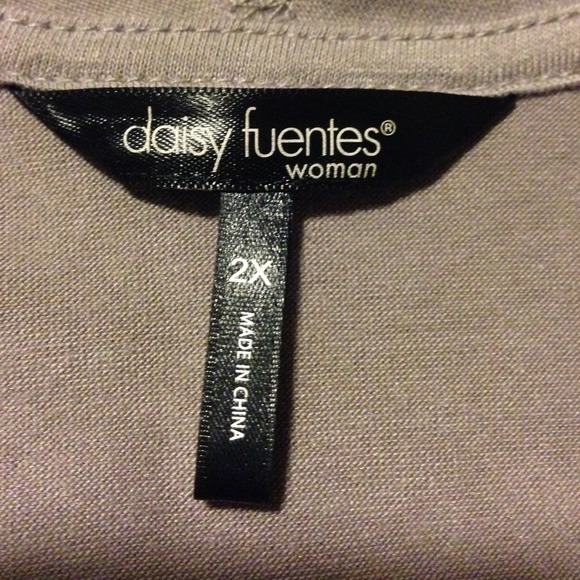 daisy fuentes®
woman
2X
MADE IN CHINA